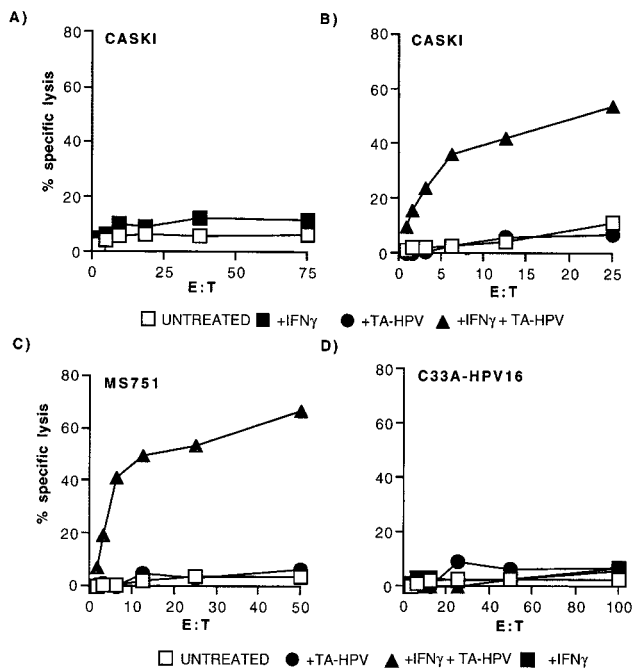 A)
CASKI
80
60
40
20
0
% specific lysis
0 25 50 75
E:T
B)
CASKI
80
60
40
20
0
0 5 10 15 20 25
E:T
UNTREATED +IFNγ +TA-HPV +IFNγ + TA-HPV
C)
MS751
80
60
40
20
0
% specific lysis
0 10 20 30 40 50
E:T
D)
C33A-HPV16
80
60
40
20
0
0 20 40 60 80 100
E:T
UNTREATED +TA-HPV +IFNγ + TA-HPV +IFNγ